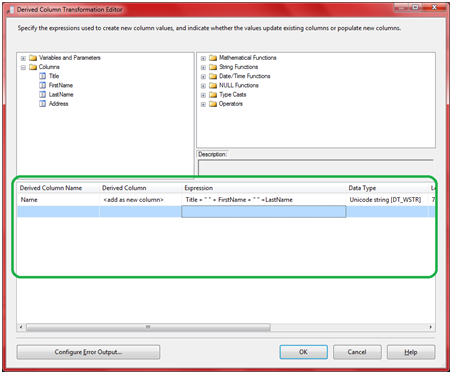 Derived Column Transformation Editor
Specify the expressions used to create new column values, and indicate whether the values update existing columns or populate new columns.
Variables and Parameters
Columns
Title
FirstName
LastName
Address
Mathematical Functions
String Functions
Date/Time Functions
NULL Functions
Type Casts
Operators
Description:
Derived Column Name Derived Column Expression Data Type Le
Name <add as new column> Title + " " + FirstName + " " +LastName Unicode string [DT_WSTR] 7
Configure Error Output... OK Cancel Help